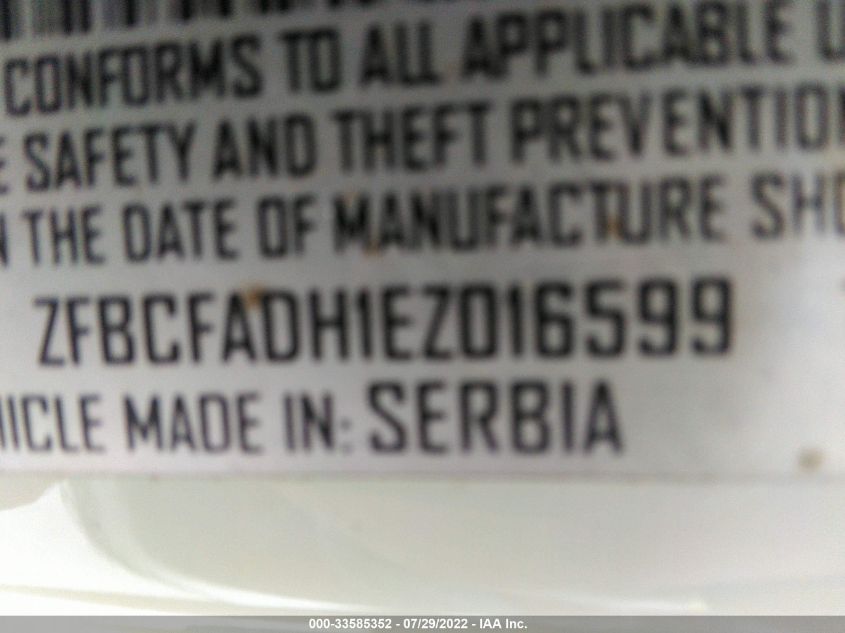 CONFORMS TO ALL APPLICABLE
SAFETY AND THEFT PREVENTION
THE DATE OF MANUFACTURE
ZFBCFADH1EZ016599
MADE IN: SERBIA
000-33585352 - 07/29/2022 - IAA Inc.